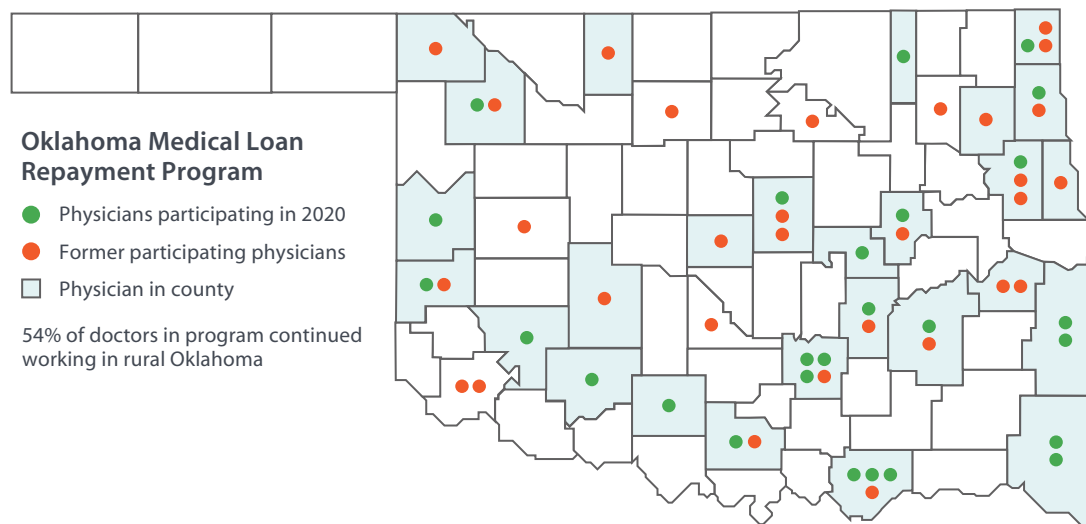 Oklahoma Medical Loan
Repayment Program
Physicians participating in 2020
Former participating physicians
Physician in county
54% of doctors in program continued
working in rural Oklahoma